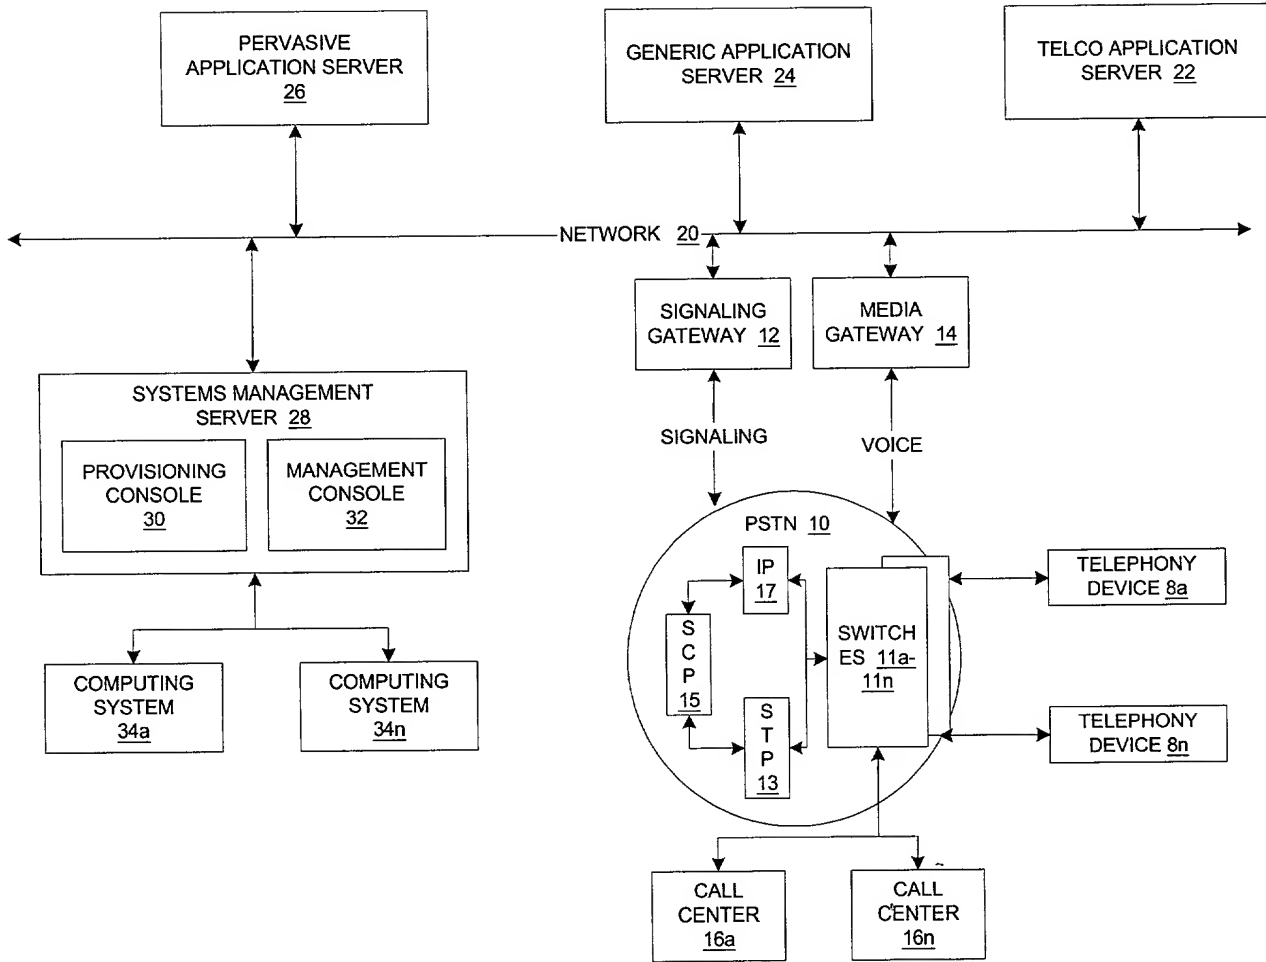 PERVASIVE
APPLICATION SERVER
26
GENERIC APPLICATION
SERVER 24
TELCO APPLICATION
SERVER 22
NETWORK 20
SIGNALING
GATEWAY 12
MEDIA
GATEWAY 14
SYSTEMS MANAGEMENT
SERVER 28
PROVISIONING
CONSOLE
30
MANAGEMENT
CONSOLE
32
SIGNALING
VOICE
PSTN 10
IP
17
S
C
P
15
S
T
P
13
SWITCH
ES 11a-
11n
TELEPHONY
DEVICE 8a
TELEPHONY
DEVICE 8n
COMPUTING
SYSTEM
34a
COMPUTING
SYSTEM
34n
CALL
CENTER
16a
CALL
CENTER
16n